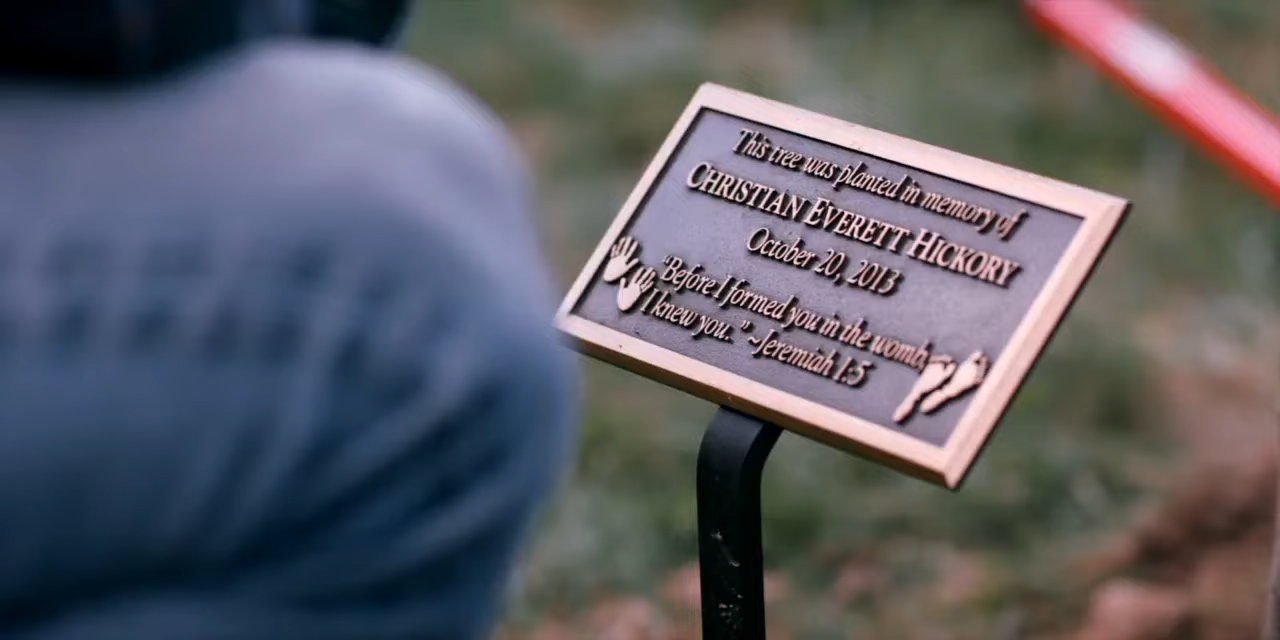 This tree was planted in memory of
CHRISTIAN EVERETT HICKORY
October 20, 2013
"Before I formed you in the womb,
I knew you." ~Jeremiah 1:5